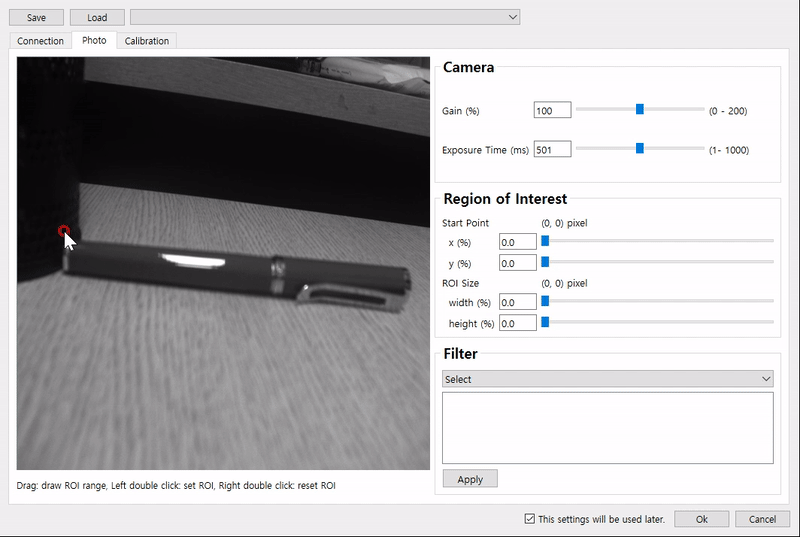 Save Load
Connection Photo Calibration
Camera
Gain (%) 100 (0 - 200)
Exposure Time (ms) 501 (1- 1000)
Region of Interest
Start Point (0, 0) pixel
x (%) 0.0
y (%) 0.0
ROI Size (0, 0) pixel
width (%) 0.0
height (%) 0.0
Filter
Select
Apply
Drag: draw ROI range, Left double click: set ROI, Right double click: reset ROI
This settings will be used later. Ok Cancel